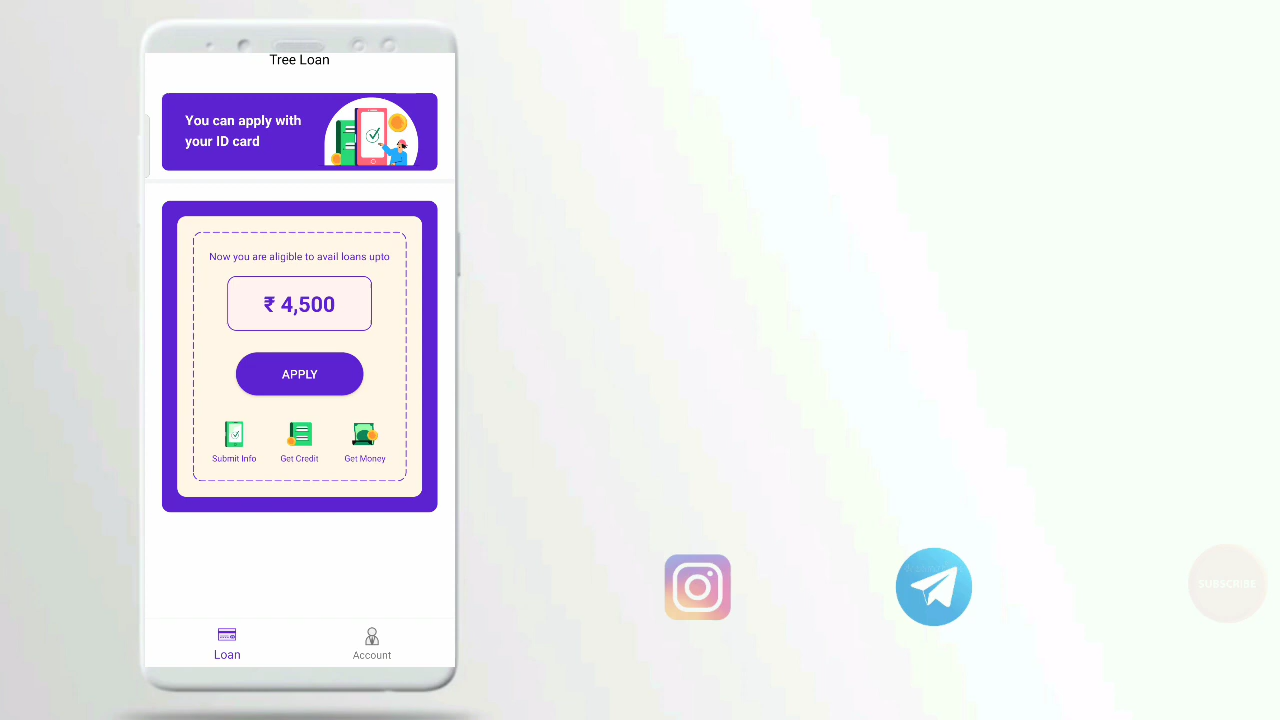 Tree Loan
You can apply with
your ID card
Now you are aligible to avail loans upto
₹ 4,500
APPLY
Submit Info
Get Credit
Get Money
Loan
Account
SUBSCRIBE